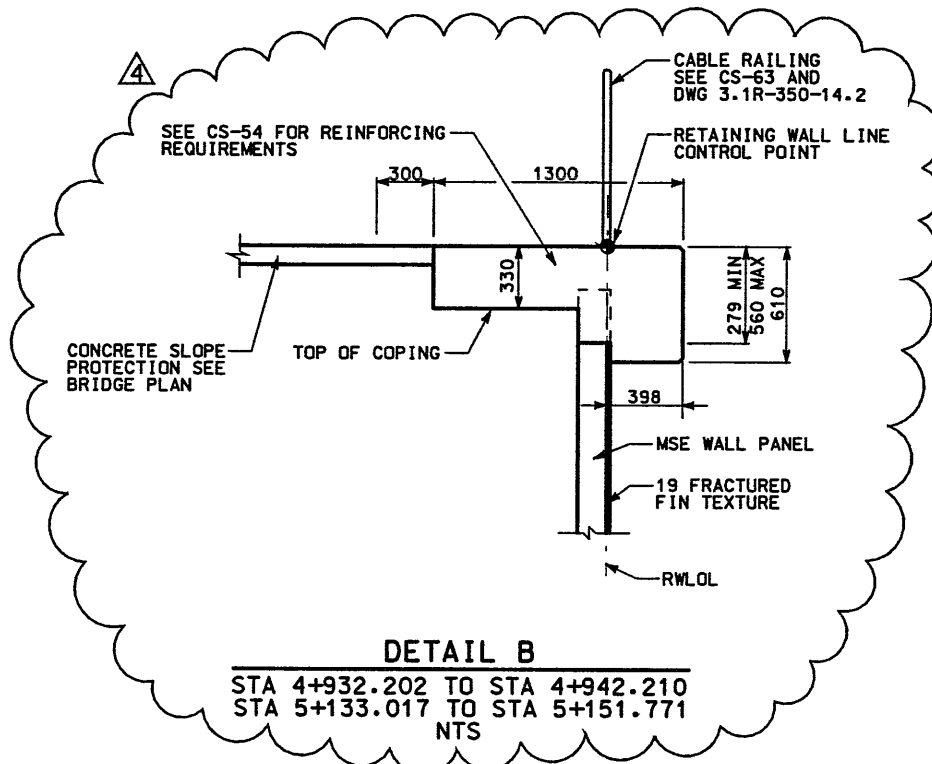 4
CABLE RAILING
SEE CS-63 AND
DWG 3.1R-350-14.2
SEE CS-54 FOR REINFORCING
REQUIREMENTS
RETAINING WALL LINE
CONTROL POINT
300
1300
330
279 MIN
560 MAX
610
CONCRETE SLOPE
PROTECTION SEE
BRIDGE PLAN
TOP OF COPING
398
MSE WALL PANEL
19 FRACTURED
FIN TEXTURE
RWLOL
DETAIL B
STA 4+932.202 TO STA 4+942.210
STA 5+133.017 TO STA 5+151.771
NTS